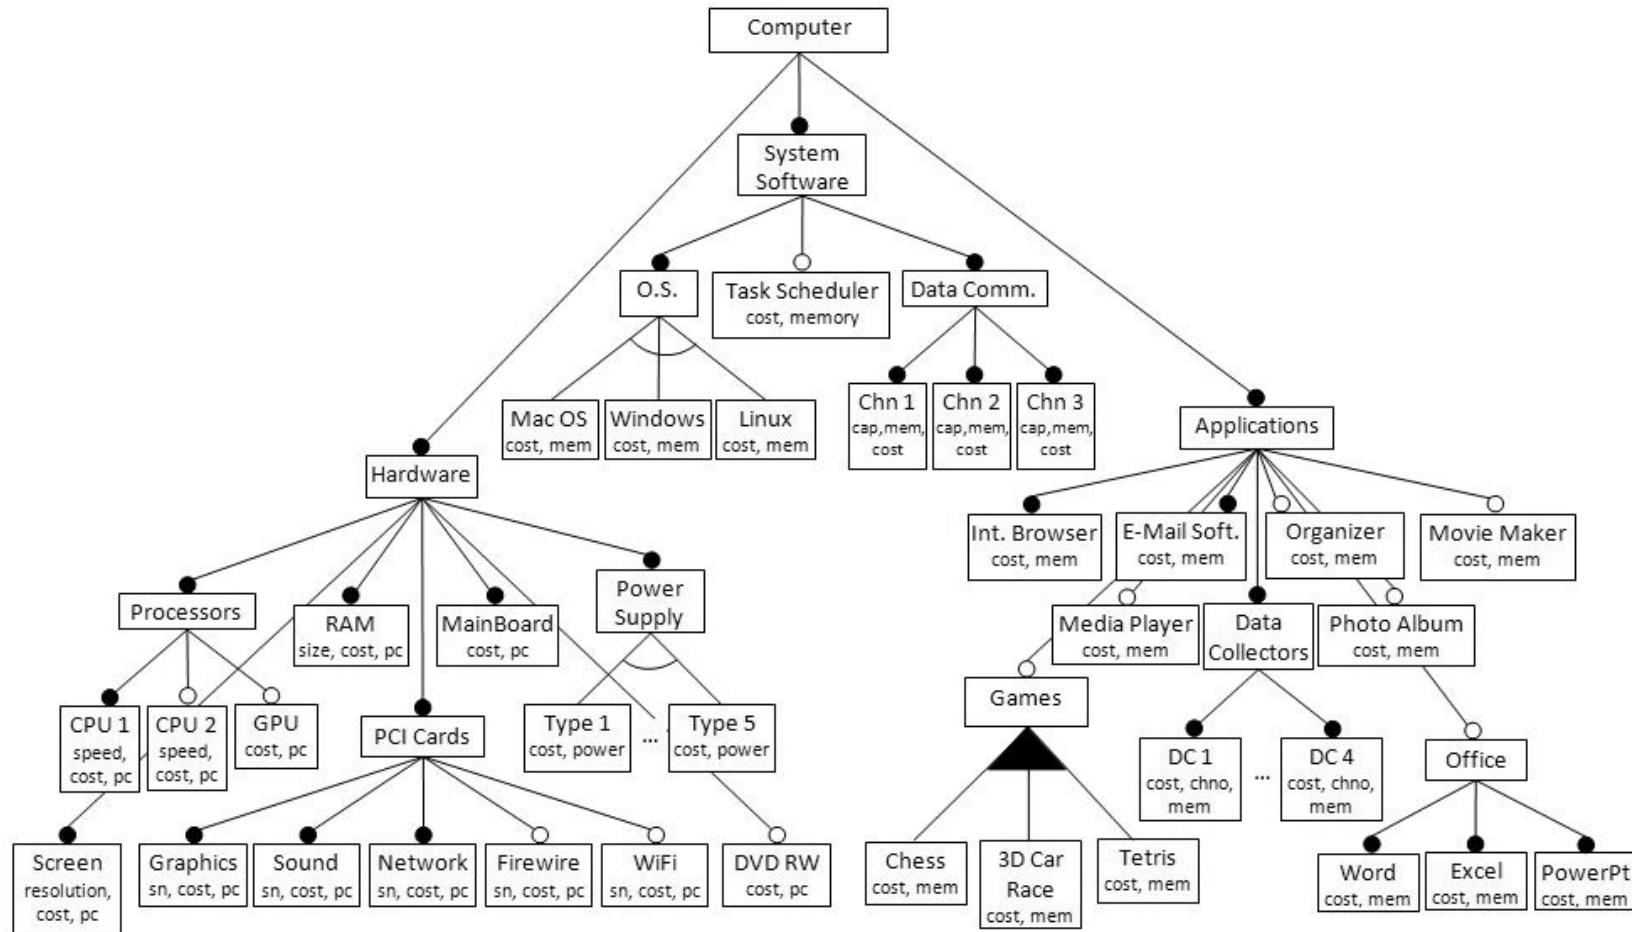 Computer
System
Software
O.S.
Task Scheduler
cost, memory
Data Comm.
Mac OS
cost, mem
Windows
cost, mem
Linux
cost, mem
Chn 1
cap,mem,
cost
Chn 2
cap,mem,
cost
Chn 3
cap,mem,
cost
Applications
Hardware
Int. Browser
cost, mem
E-Mail Soft.
cost, mem
Organizer
cost, mem
Movie Maker
cost, mem
Processors
RAM
size, cost, pc
MainBoard
cost, pc
Power
Supply
Media Player
cost, mem
Data
Collectors
Photo Album
cost, mem
Games
CPU 1
speed,
cost, pc
CPU 2
speed,
cost, pc
GPU
cost, pc
PCI Cards
Type 1
cost, power
...
Type 5
cost, power
DC 1
cost, chno,
mem
...
DC 4
cost, chno,
mem
Office
Screen
resolution,
cost, pc
Graphics
sn, cost, pc
Sound
sn, cost, pc
Network
sn, cost, pc
Firewire
sn, cost, pc
WiFi
sn, cost, pc
DVD RW
cost, pc
Chess
cost, mem
3D Car
Race
cost, mem
Tetris
cost, mem
Word
cost, mem
Excel
cost, mem
PowerPt
cost, mem